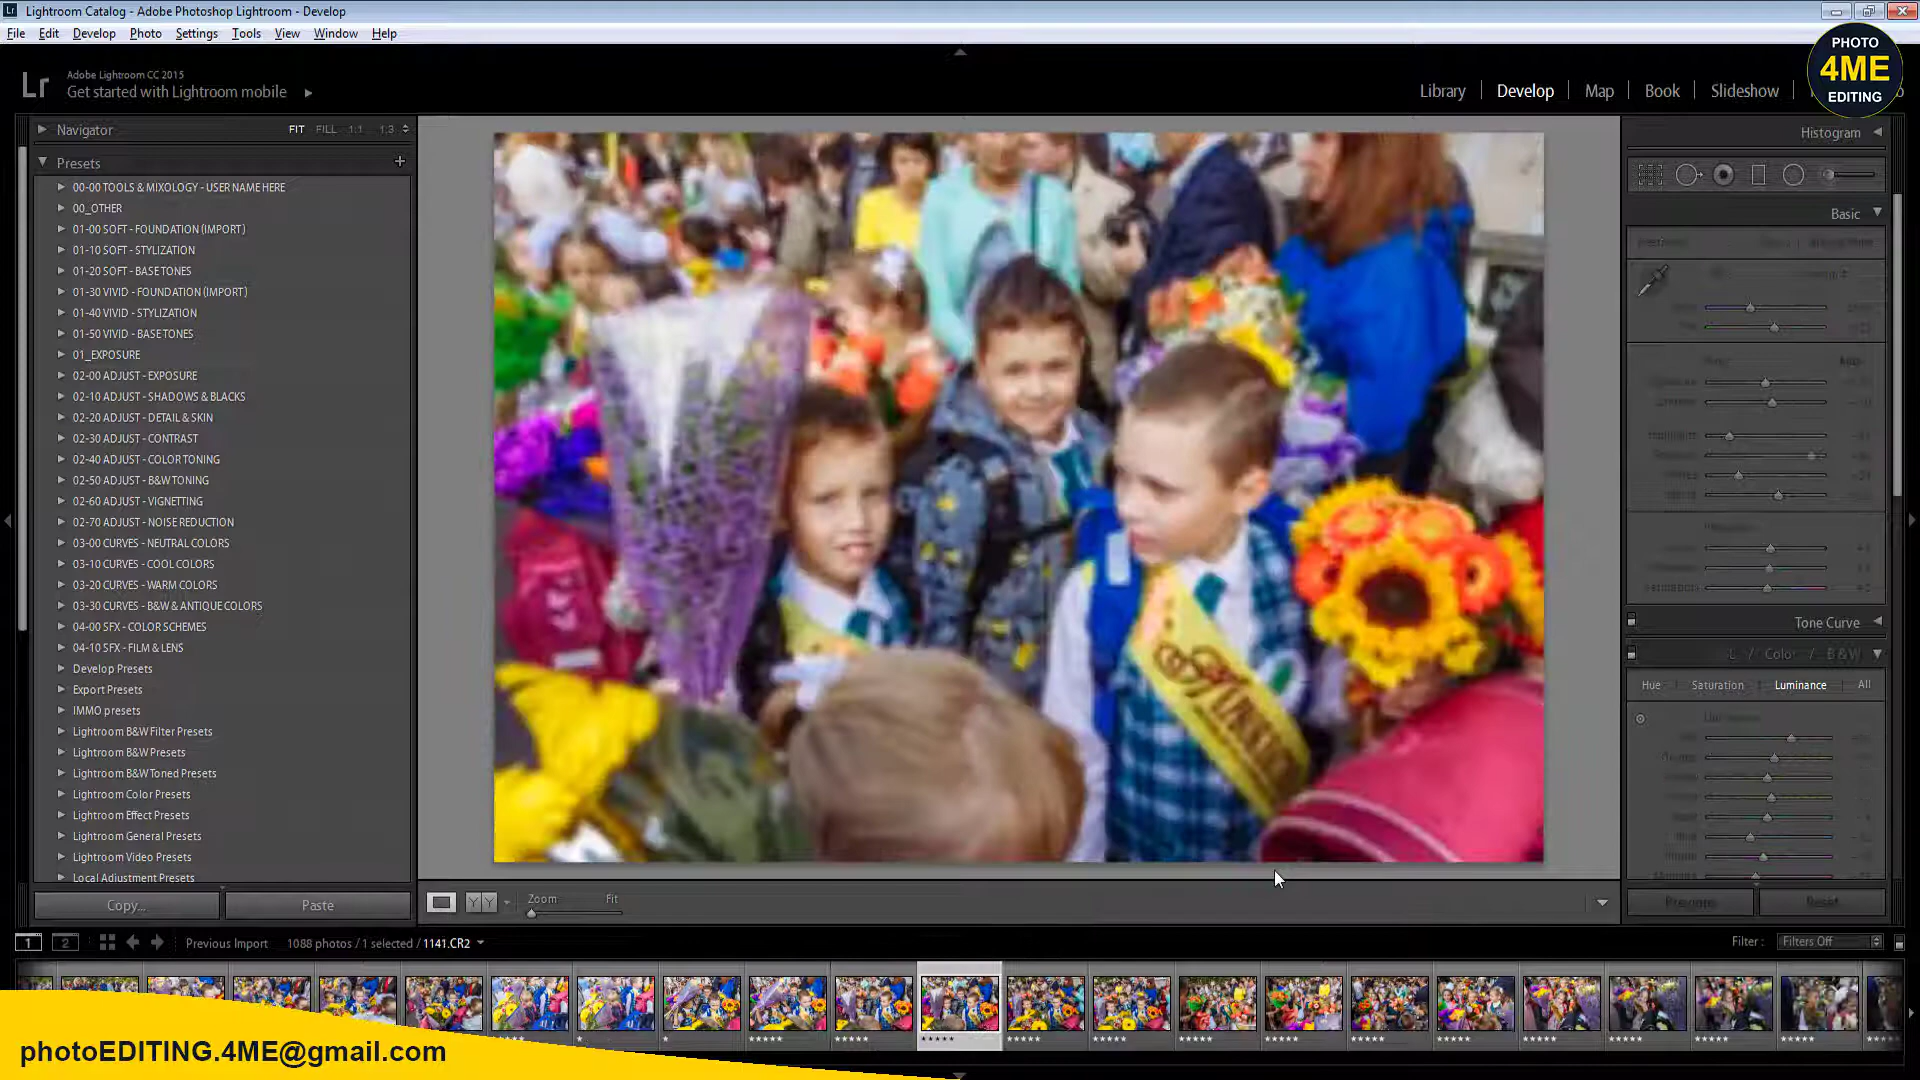 Lightroom Catalog - Adobe Photoshop Lightroom - Develop
File Edit Develop Photo Settings Tools View Window Help
PHOTO
4ME
EDITING
Adobe Lightroom CC 2015
Get started with Lightroom mobile
Library Develop Map Book Slideshow
Navigator FIT FILL 1:1 1:3
Histogram
Presets
Basic
00-00 TOOLS & MIXOLOGY - USER NAME HERE
00_OTHER
01-00 SOFT - FOUNDATION (IMPORT)
01-10 SOFT - STYLIZATION
01-20 SOFT - BASE TONES
01-30 VIVID - FOUNDATION (IMPORT)
01-40 VIVID - STYLIZATION
01-50 VIVID - BASE TONES
01_EXPOSURE
02-00 ADJUST - EXPOSURE
02-10 ADJUST - SHADOWS & BLACKS
02-20 ADJUST - DETAIL & SKIN
02-30 ADJUST - CONTRAST
02-40 ADJUST - COLOR TONING
02-50 ADJUST - B&W TONING
02-60 ADJUST - VIGNETTING
02-70 ADJUST - NOISE REDUCTION
03-00 CURVES - NEUTRAL COLORS
03-10 CURVES - COOL COLORS
03-20 CURVES - WARM COLORS
03-30 CURVES - B&W & ANTIQUE COLORS
04-00 SFX - COLOR SCHEMES
04-10 SFX - FILM & LENS
Develop Presets
Export Presets
IMMO presets
Lightroom B&W Filter Presets
Lightroom B&W Presets
Lightroom B&W Toned Presets
Lightroom Color Presets
Lightroom Effect Presets
Lightroom General Presets
Lightroom Video Presets
Local Adjustment Presets
Tone Curve
L / Color / B & W
Hue Saturation Luminance All
Copy... Paste
YY Zoom Fit
Previous Reset
1 2 Previous Import 1088 photos / 1 selected / 1141.CR2
Filter : Filters Off
photoEDITING.4ME@gmail.com